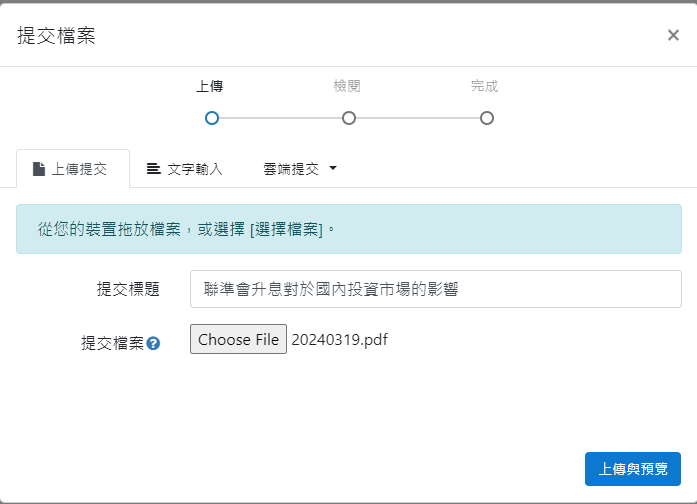 提交檔案 ×
上傳 檢閱 完成
上傳提交 文字輸入 雲端提交
從您的裝置拖放檔案，或選擇 [選擇檔案]。
提交標題 聯準會升息對於國內投資市場的影響
提交檔案 ? Choose File 20240319.pdf
上傳與預覽